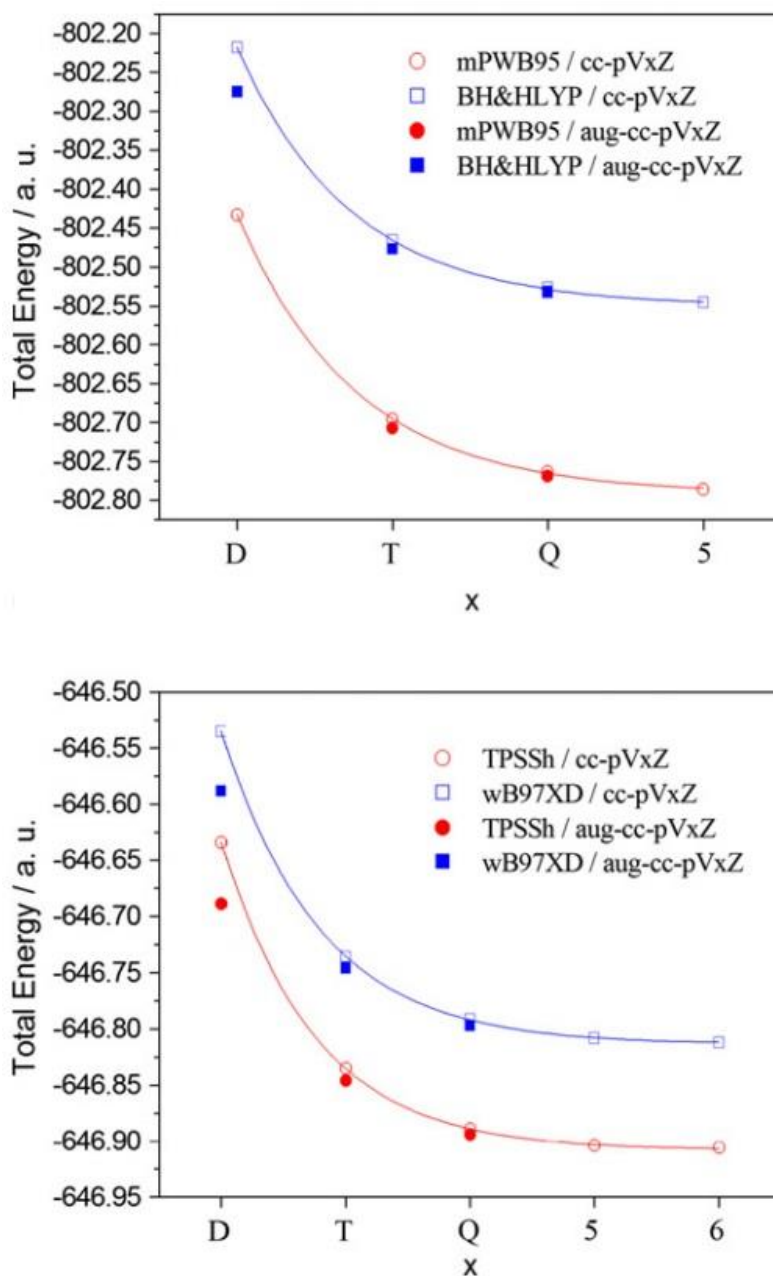 -802.20
-802.25
-802.30
-802.35
-802.40
-802.45
-802.50
-802.55
-802.60
-802.65
-802.70
-802.75
-802.80
Total Energy / a. u.
mPWB95 / cc-pVxZ
BH&HLYP / cc-pVxZ
mPWB95 / aug-cc-pVxZ
BH&HLYP / aug-cc-pVxZ
D T Q 5
x
-646.50
-646.55
-646.60
-646.65
-646.70
-646.75
-646.80
-646.85
-646.90
-646.95
Total Energy / a. u.
TPSSh / cc-pVxZ
wB97XD / cc-pVxZ
TPSSh / aug-cc-pVxZ
wB97XD / aug-cc-pVxZ
D T Q 5 6
x